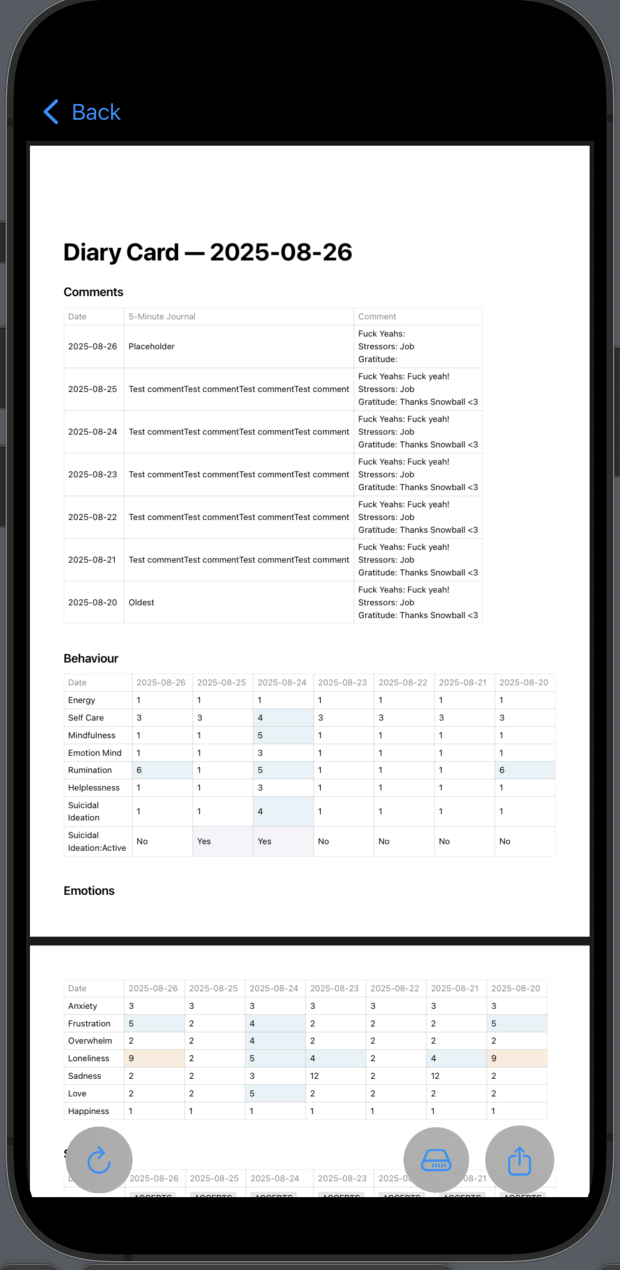 Back
Diary Card — 2025-08-26
Comments
Date 5-Minute Journal Comment
2025-08-26 Placeholder Fuck Yeahs:
Stressors: Job
Gratitude:
2025-08-25 Test commentTest commentTest commentTest comment Fuck Yeahs: Fuck yeah!
Stressors: Job
Gratitude: Thanks Snowball <3
2025-08-24 Test commentTest commentTest commentTest comment Fuck Yeahs: Fuck yeah!
Stressors: Job
Gratitude: Thanks Snowball <3
2025-08-23 Test commentTest commentTest commentTest comment Fuck Yeahs: Fuck yeah!
Stressors: Job
Gratitude: Thanks Snowball <3
2025-08-22 Test commentTest commentTest commentTest comment Fuck Yeahs: Fuck yeah!
Stressors: Job
Gratitude: Thanks Snowball <3
2025-08-21 Test commentTest commentTest commentTest comment Fuck Yeahs: Fuck yeah!
Stressors: Job
Gratitude: Thanks Snowball <3
2025-08-20 Oldest Fuck Yeahs: Fuck yeah!
Stressors: Job
Gratitude: Thanks Snowball <3
Behaviour
Date 2025-08-26 2025-08-25 2025-08-24 2025-08-23 2025-08-22 2025-08-21 2025-08-20
Energy 1 1 1 1 1 1 1
Self Care 3 3 4 3 3 3 3
Mindfulness 1 1 5 1 1 1 1
Emotion Mind 1 1 3 1 1 1 1
Rumination 6 1 5 1 1 1 6
Helplessness 1 1 3 1 1 1 1
Suicidal
Ideation 1 1 4 1 1 1 1
Suicidal
Ideation:Active No Yes Yes No No No No
Emotions
Date 2025-08-26 2025-08-25 2025-08-24 2025-08-23 2025-08-22 2025-08-21 2025-08-20
Anxiety 3 3 3 3 3 3 3
Frustration 5 2 4 2 2 2 5
Overwhelm 2 2 4 2 2 2 2
Loneliness 9 2 5 4 2 4 9
Sadness 2 2 3 12 2 12 2
Love 2 2 5 2 2 2 2
Happiness 1 1 1 1 1 1 1
2025-08-26 2025-08-25 2025-08-24 2025-08-23 2025-08-22 2025-08-20